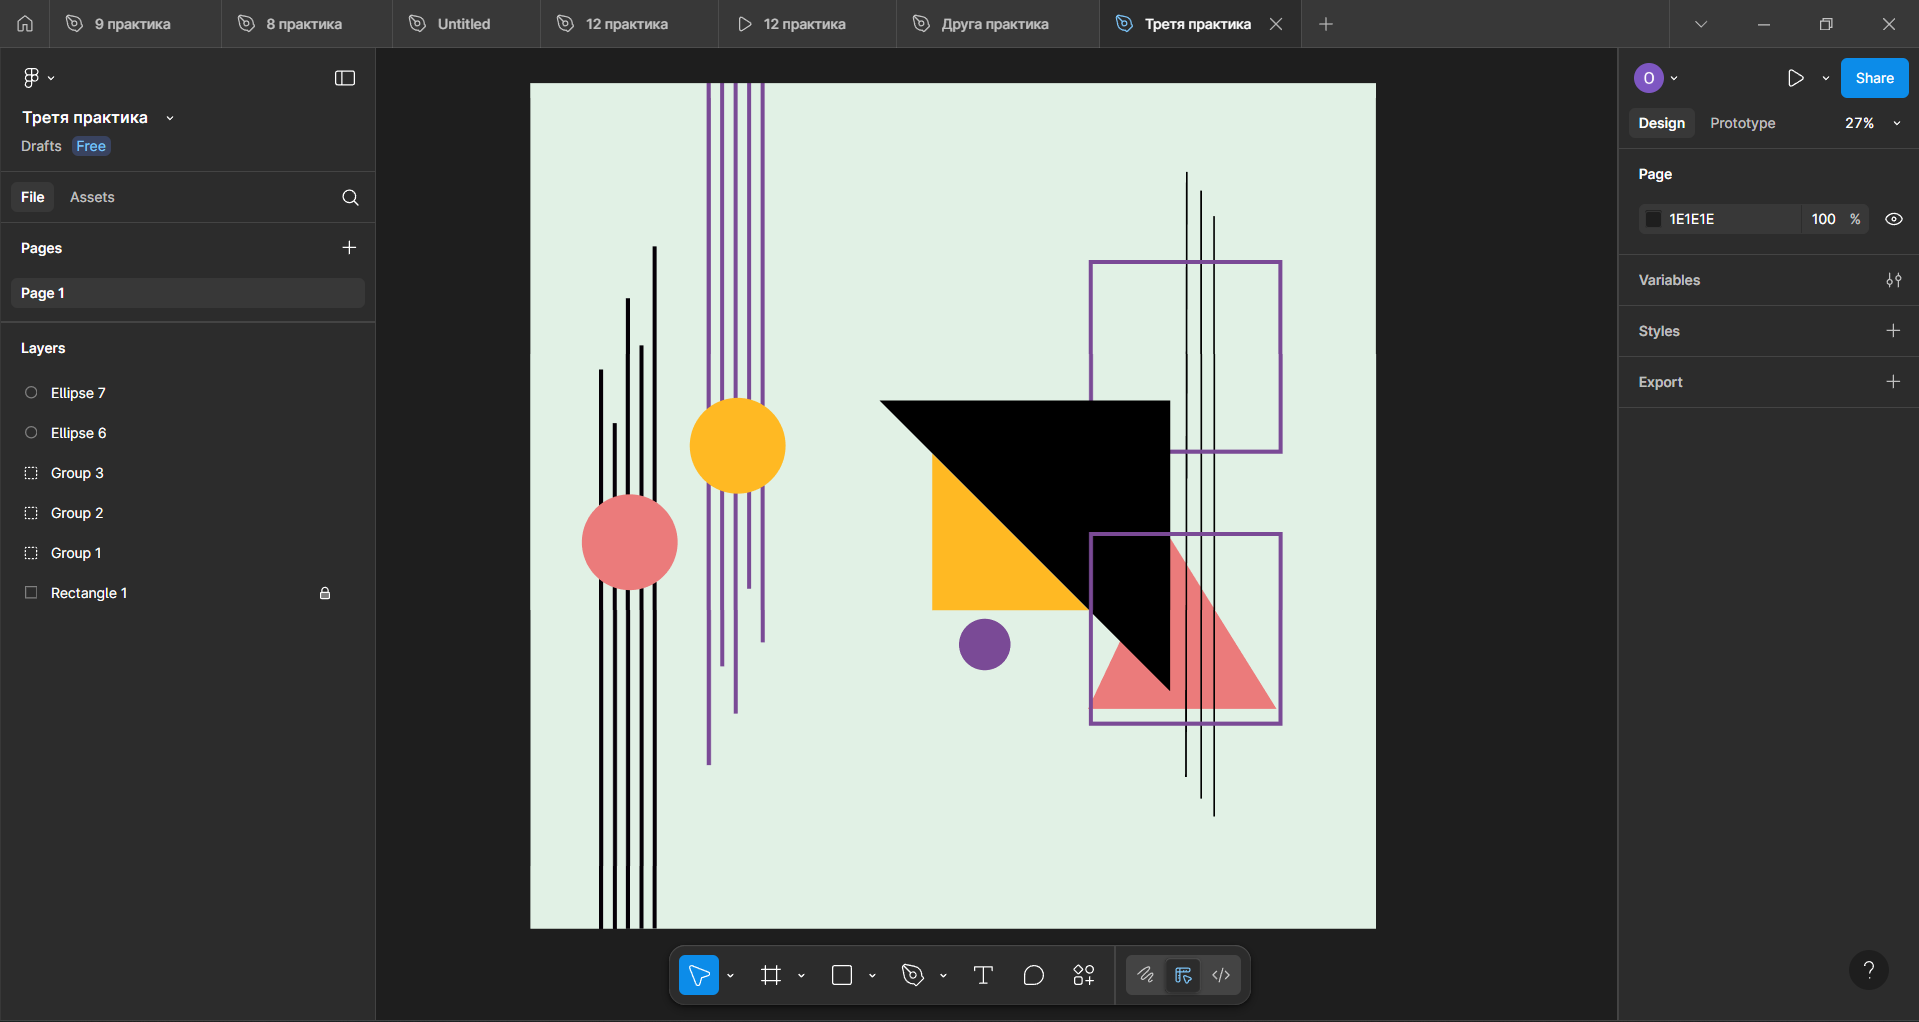 9 практика
8 практика
Untitled
12 практика
12 практика
Друга практика
Третя практика
Третя практика
Drafts Free
File Assets
Pages
Page 1
Layers
Ellipse 7
Ellipse 6
Group 3
Group 2
Group 1
Rectangle 1
O
Share
Design Prototype 27%
Page
1E1E1E 100 %
Variables
Styles
Export
?